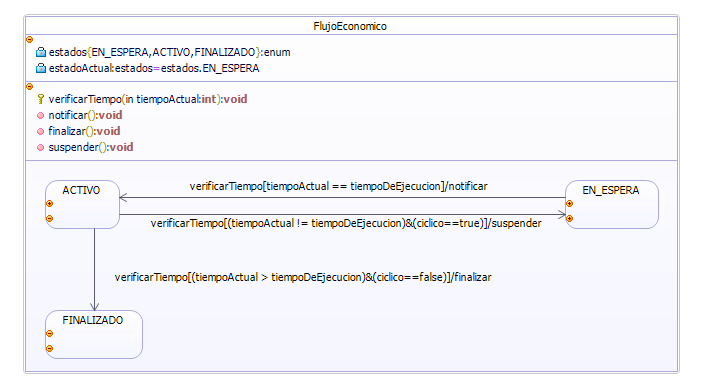 FlujoEconomico
estados{EN_ESPERA,ACTIVO,FINALIZADO}:enum
estadoActual:estados=estados.EN_ESPERA
verificarTiempo(in tiempoActual:int):void
notificar():void
finalizar():void
suspender():void
ACTIVO
verificarTiempo[tiempoActual == tiempoDeEjecucion]/notificar
EN_ESPERA
verificarTiempo[(tiempoActual != tiempoDeEjecucion)&(ciclico==true)]/suspender
verificarTiempo[(tiempoActual > tiempoDeEjecucion)&(ciclico==false)]/finalizar
FINALIZADO